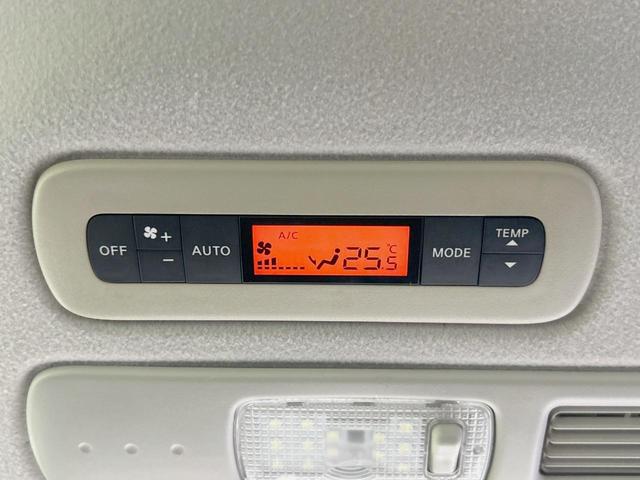 OFF
+
−
AUTO
A/C
25.5 °C
MODE
TEMP